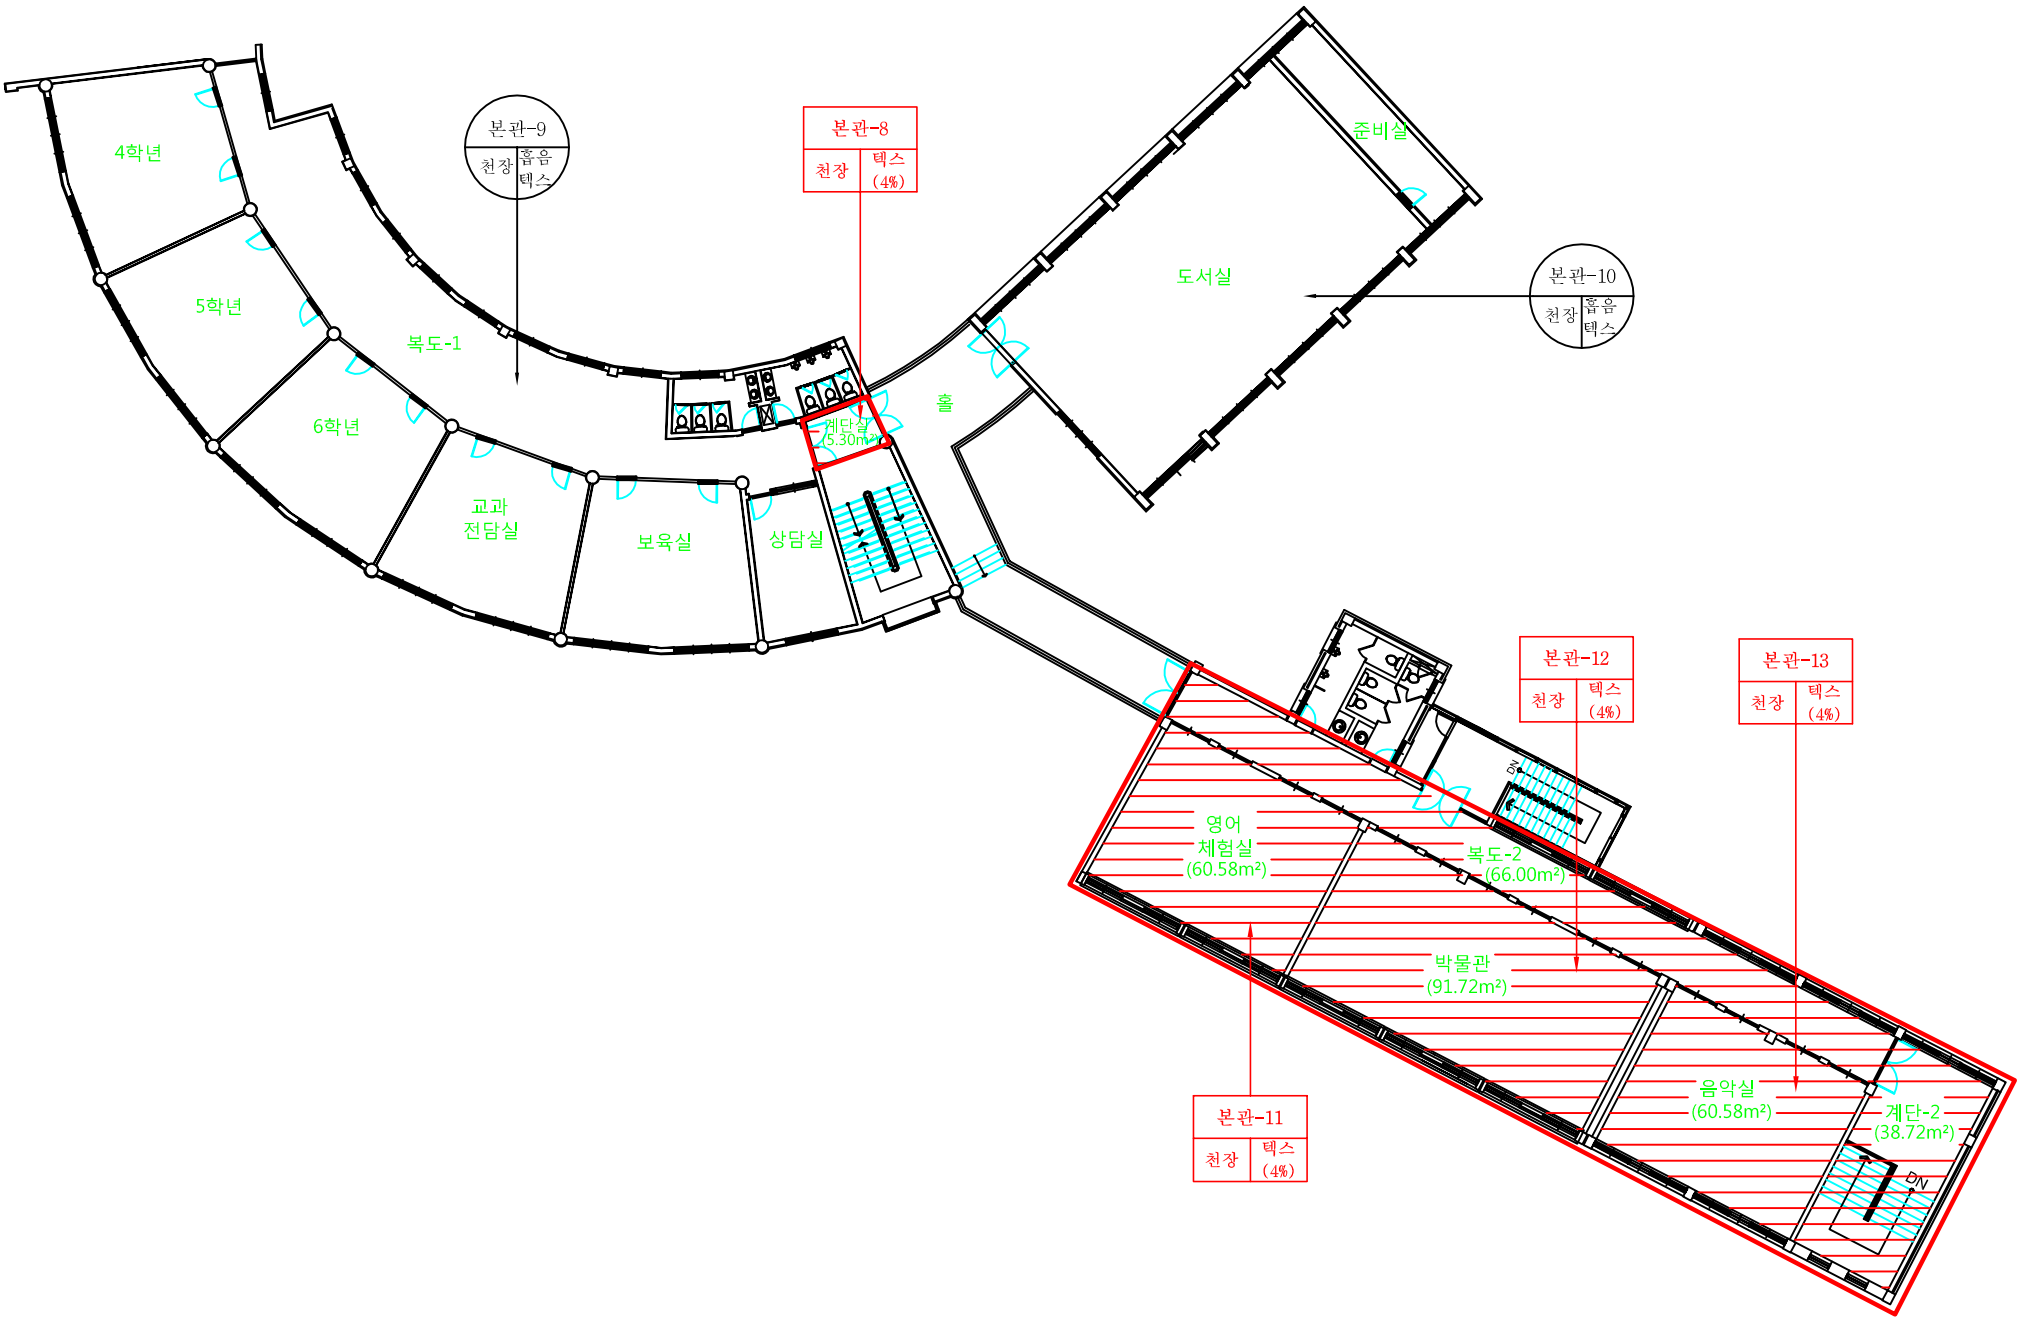 본관-9
천장
흡음
텍스
본관-8
천장
텍스
(4%)
준비실
4학년
도서실
본관-10
천장
흡음
텍스
5학년
복도-1
홀
6학년
계단실
(5.30m²)
교과
전담실
보육실
상담실
본관-12
천장
텍스
(4%)
본관-13
천장
텍스
(4%)
DN
영어
체험실
(60.58m²)
복도-2
(66.00m²)
박물관
(91.72m²)
음악실
(60.58m²)
계단-2
(38.72m²)
본관-11
천장
텍스
(4%)
DN